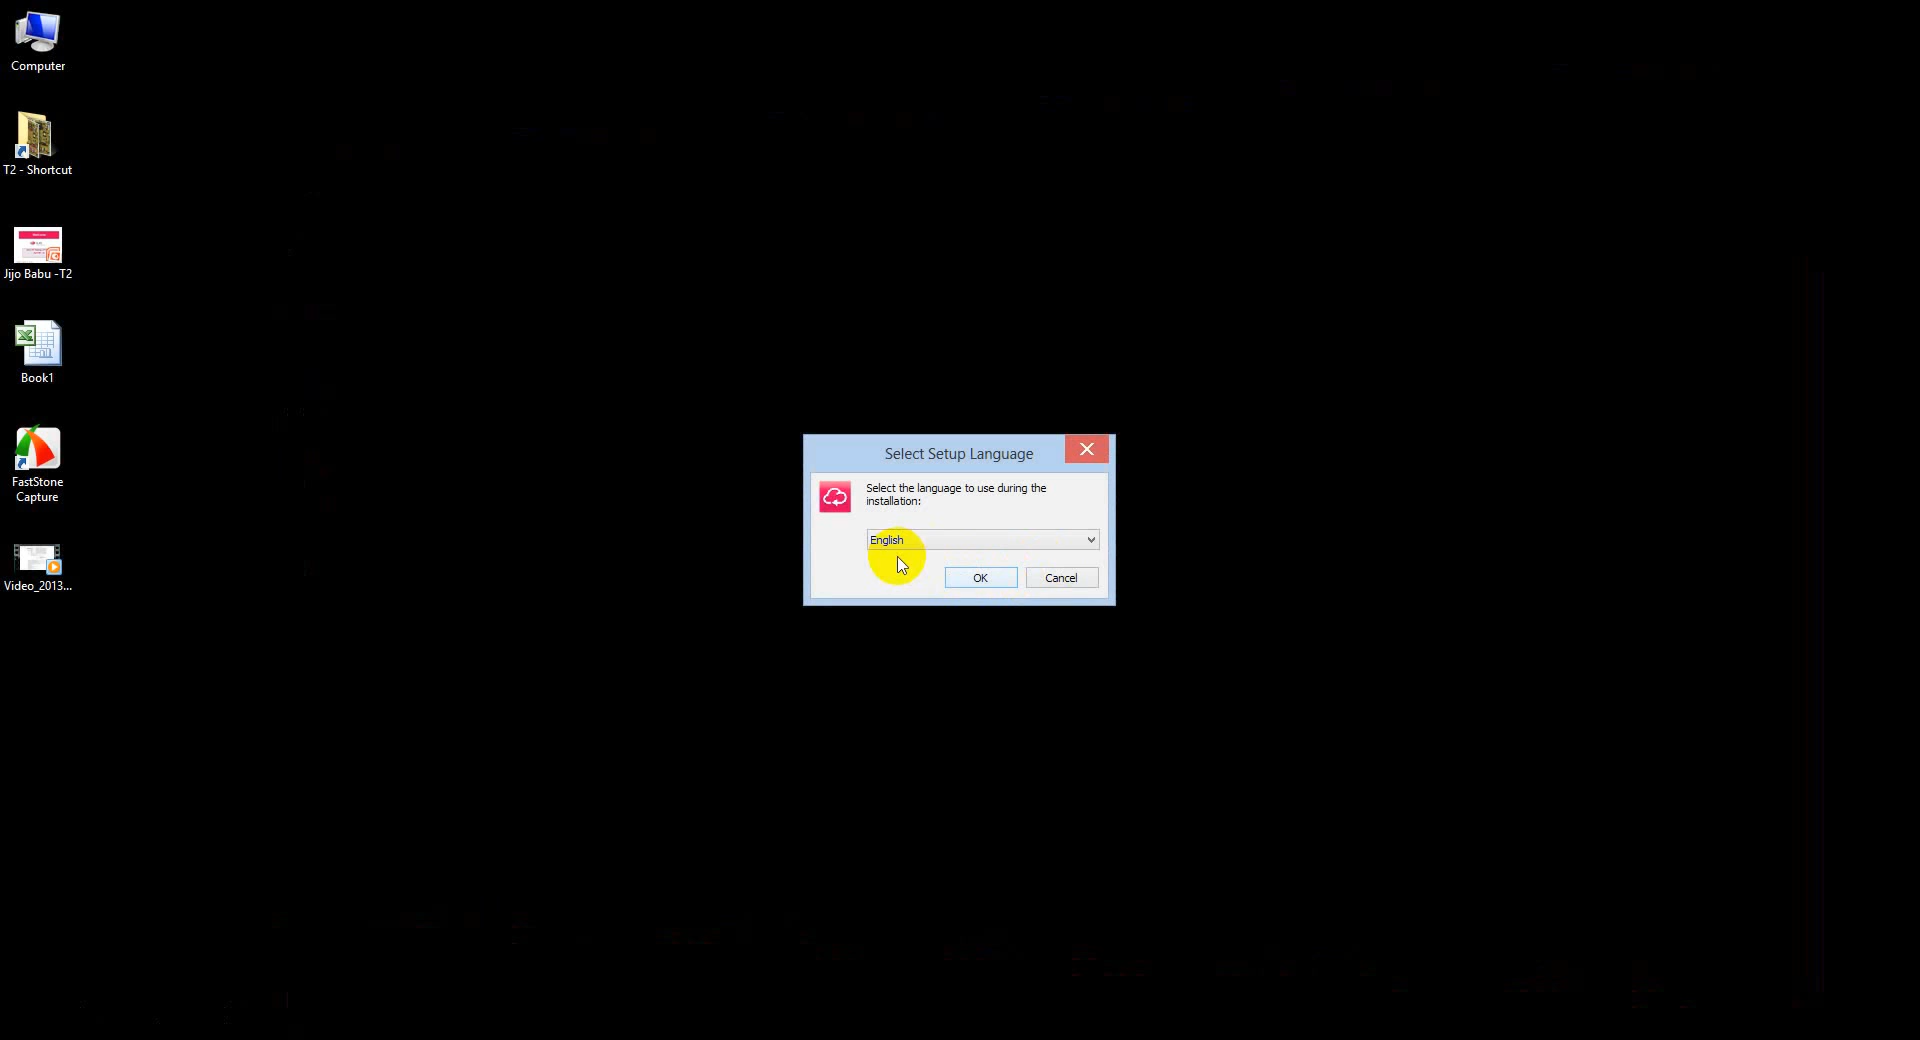 Computer
T2 - Shortcut
Jijo Babu -T2
Book1
FastStone
Capture
Video_2013...
Select Setup Language
Select the language to use during the
installation:
English
OK
Cancel